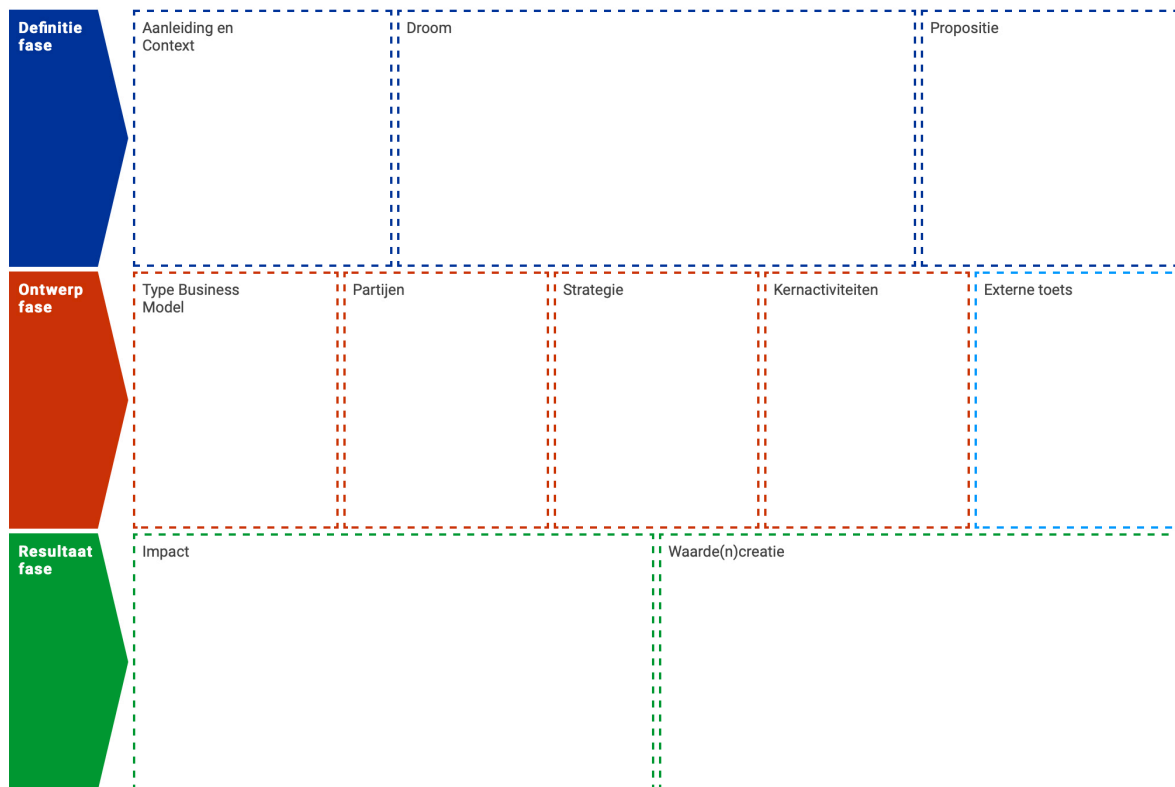 Definitie
fase
Aanleiding en
Context
Droom
Propositie
Ontwerp
fase
Type Business
Model
Partijen
Strategie
Kernactiviteiten
Externe toets
Resultaat
fase
Impact
Waarde(n)creatie